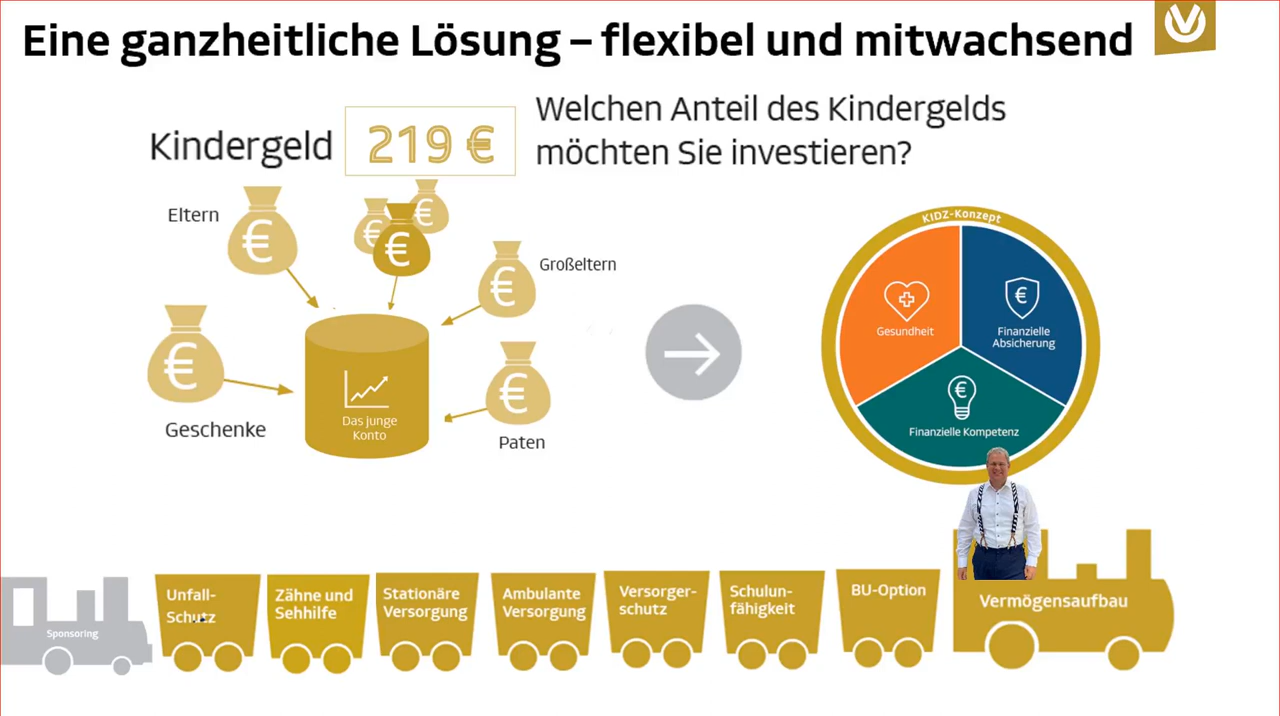 Eine ganzheitliche Lösung – flexibel und mitwachsend
Kindergeld
219 €
Welchen Anteil des Kindergelds
möchten Sie investieren?
Eltern
Großeltern
Geschenke
Paten
Das junge
Konto
KIDZ-Konzept
Gesundheit
Finanzielle
Absicherung
Finanzielle Kompetenz
Sponsoring
Unfall-
Schutz
Zähne und
Sehhilfe
Stationäre
Versorgung
Ambulante
Versorgung
Versorger-
schutz
Schulun-
fähigkeit
BU-Option
Vermögensaufbau